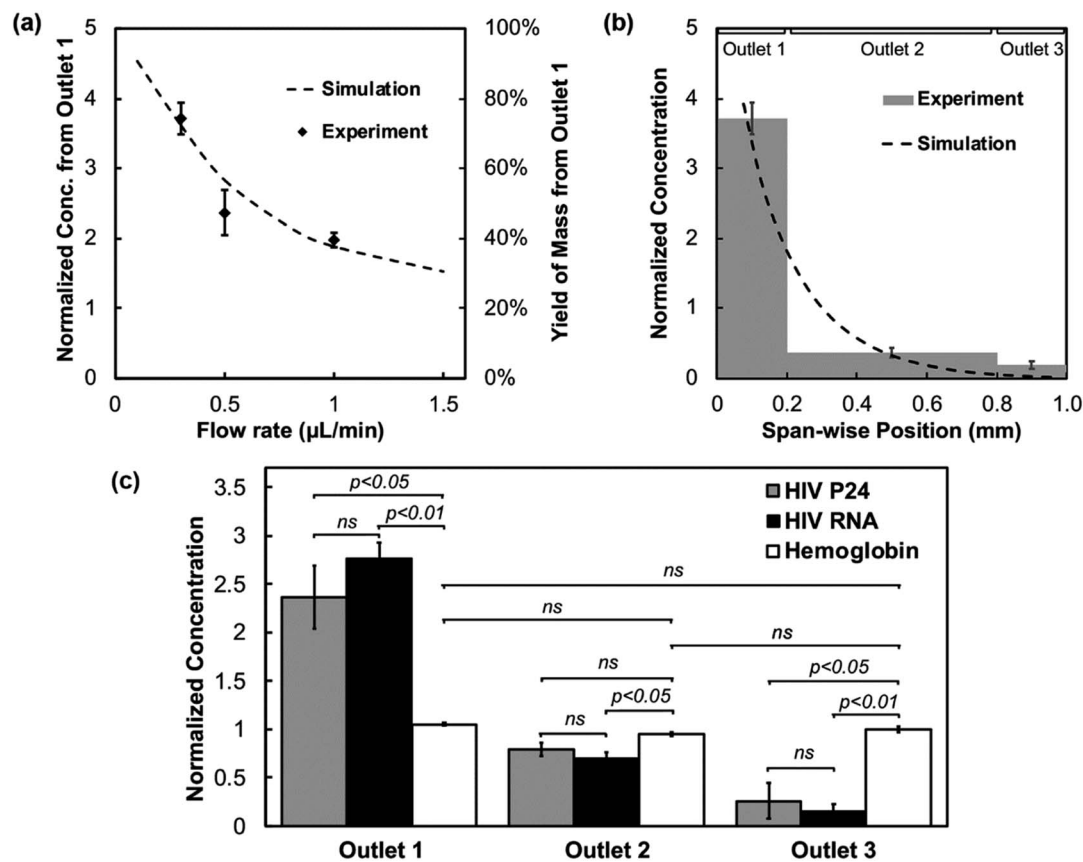 (a)
5
4
3
2
1
0
Normalized Conc. from Outlet 1
100%
80%
60%
40%
20%
0%
Yield of Mass from Outlet 1
Simulation
Experiment
0
0.5
1
1.5
Flow rate (µL/min)
(b)
5
4
3
2
1
0
Normalized Concentration
Outlet 1
Outlet 2
Outlet 3
Experiment
Simulation
0
0.2
0.4
0.6
0.8
1.0
Span-wise Position (mm)
(c)
3.5
3
2.5
2
1.5
1
0.5
0
Normalized Concentration
HIV P24
HIV RNA
Hemoglobin
p<0.05
ns
p<0.01
ns
ns
ns
ns
p<0.05
p<0.05
ns
p<0.01
ns
Outlet 1
Outlet 2
Outlet 3